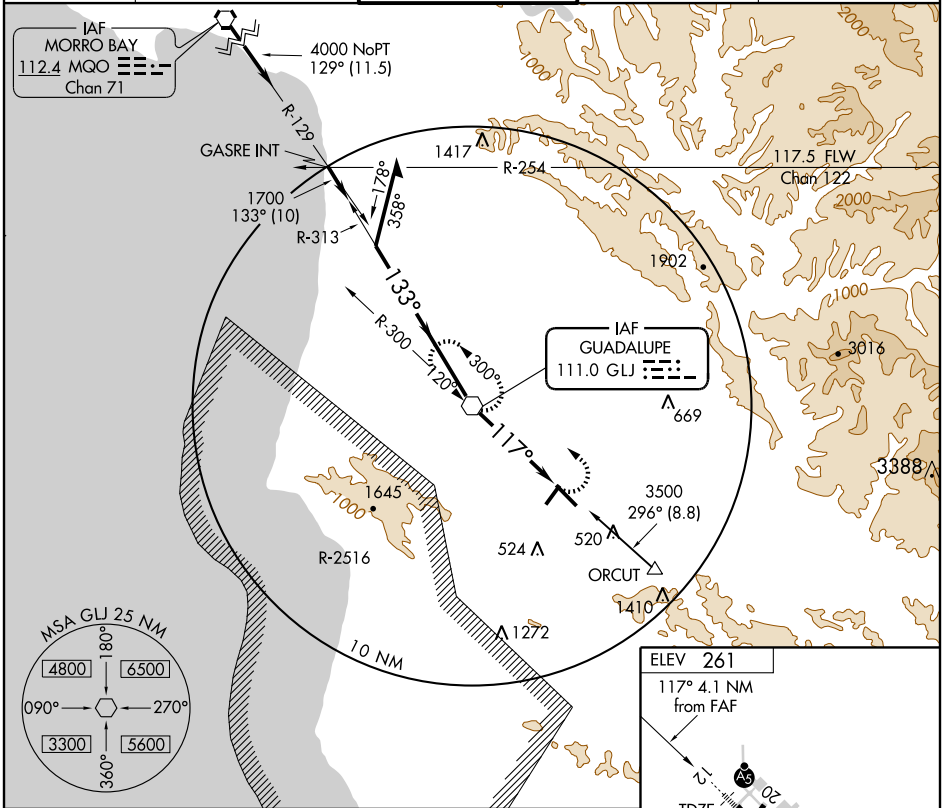 IAF
MORRO BAY
112.4 MQO
Chan 71
4000 NoPT
129° (11.5)
R-129
GASRE INT
1700
133° (10)
R-313
178°
358°
1417
R-254
117.5 FLW
Chan 122
1000
2000
2000
1902
1000
3016
133°
R-300
120°
300°
IAF
GUADALUPE
111.0 GLJ
669
117°
3388
1645
1000
R-2516
524
520
3500
296° (8.8)
ORCUT
1410
1272
10 NM
MSA GLJ 25 NM
180°
4800
6500
090°
270°
3300
5600
360°
ELEV 261
117° 4.1 NM
from FAF
12
A5
20
TDZE